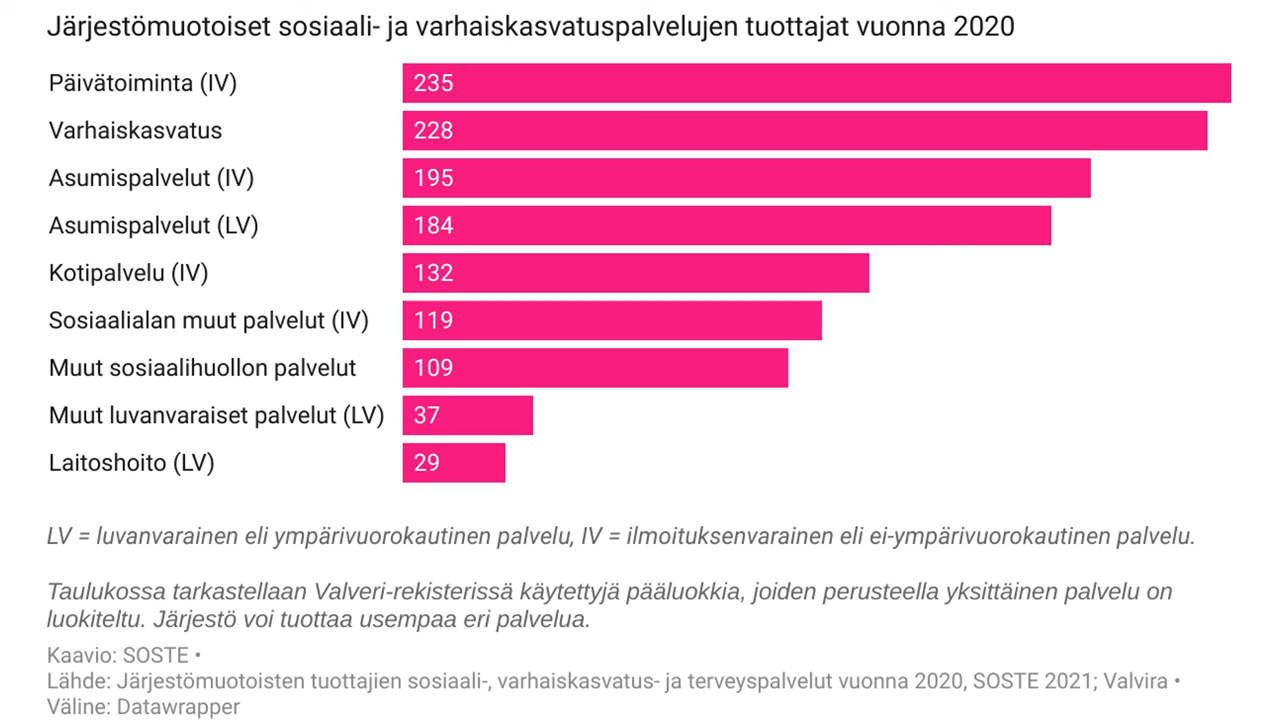 Järjestömuotoiset sosiaali- ja varhaiskasvatuspalvelujen tuottajat vuonna 2020
Päivätoiminta (IV) 235
Varhaiskasvatus 228
Asumispalvelut (IV) 195
Asumispalvelut (LV) 184
Kotipalvelu (IV) 132
Sosiaalialan muut palvelut (IV) 119
Muut sosiaalihuollon palvelut 109
Muut luvanvaraiset palvelut (LV) 37
Laitoshoito (LV) 29
LV = luvanvarainen eli ympärivuorokautinen palvelu, IV = ilmoituksenvarainen eli ei-ympärivuorokautinen palvelu.
Taulukossa tarkastellaan Valveri-rekisterissä käytettyjä pääluokkia, joiden perusteella yksittäinen palvelu on
luokiteltu. Järjestö voi tuottaa usempaa eri palvelua.
Kaavio: SOSTE •
Lähde: Järjestömuotoisten tuottajien sosiaali-, varhaiskasvatus- ja terveyspalvelut vuonna 2020, SOSTE 2021; Valvira •
Väline: Datawrapper